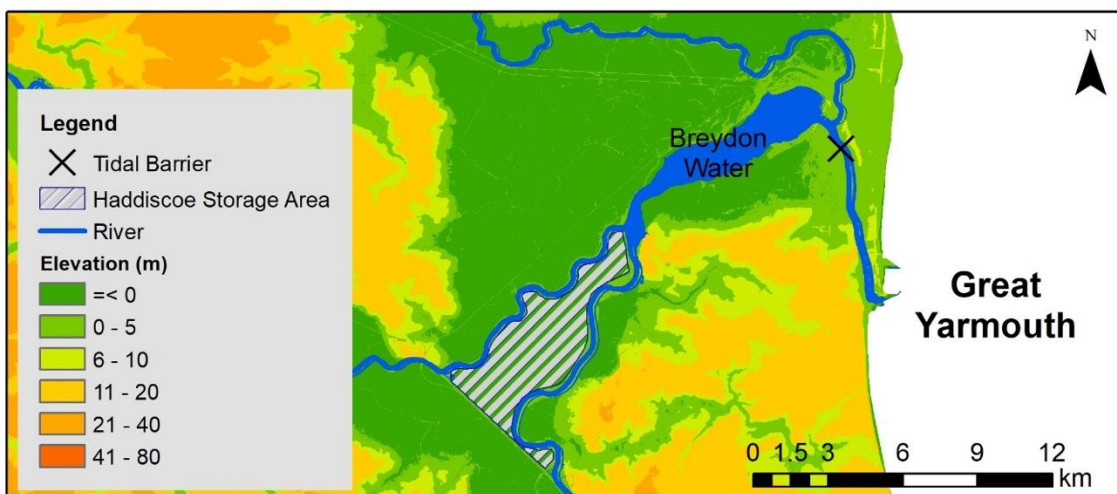 N
Breydon
Water
Great
Yarmouth
Legend
Tidal Barrier
Haddiscoe Storage Area
River
Elevation (m)
=< 0
0 - 5
6 - 10
11 - 20
21 - 40
41 - 80
0 1.5 3 6 9 12
km